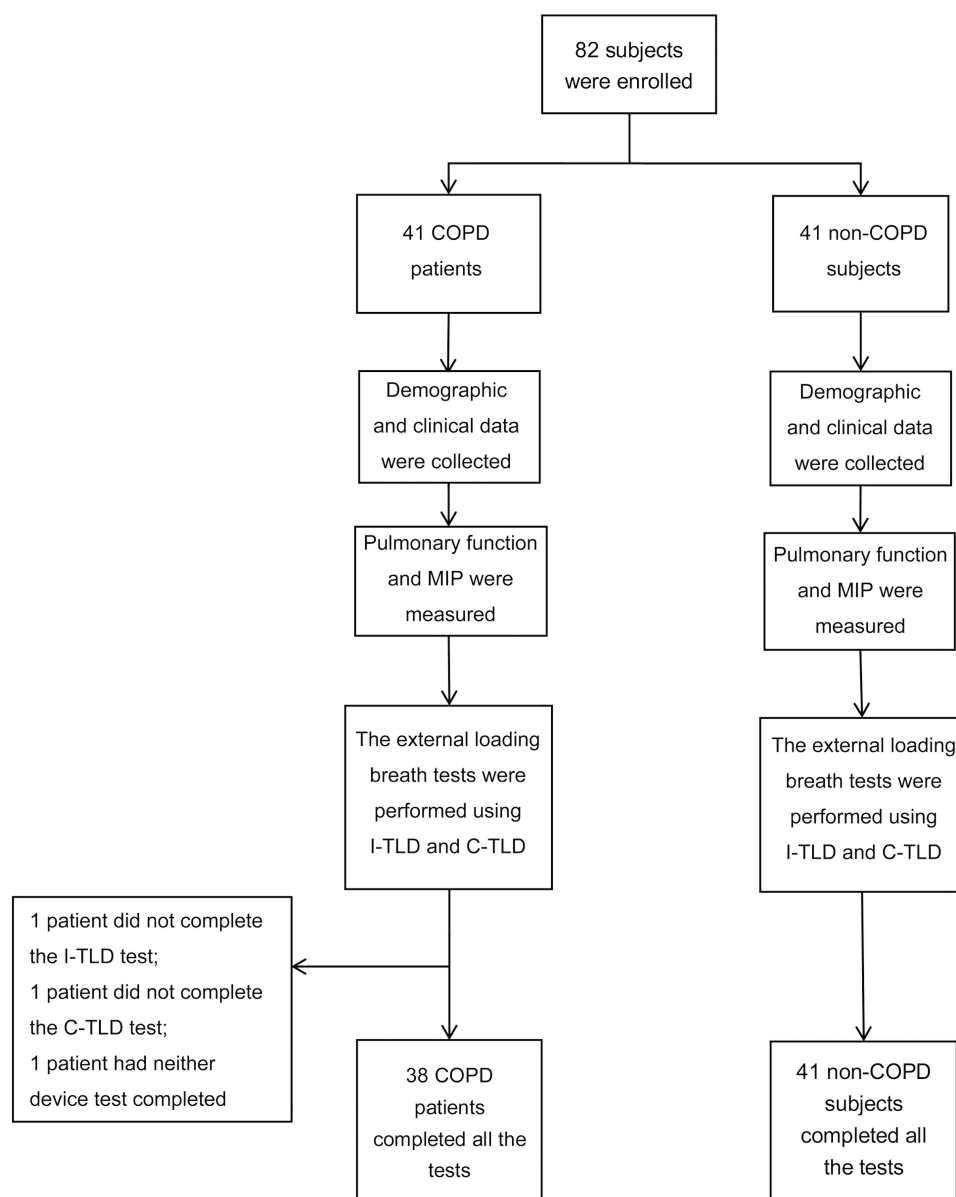 82 subjects
were enrolled
41 COPD
patients
41 non-COPD
subjects
Demographic
and clinical data
were collected
Demographic
and clinical data
were collected
Pulmonary function
and MIP were
measured
Pulmonary function
and MIP were
measured
The external loading
breath tests were
performed using
I-TLD and C-TLD
The external loading
breath tests were
performed using
I-TLD and C-TLD
1 patient did not complete
the I-TLD test;
1 patient did not complete
the C-TLD test;
1 patient had neither
device test completed
38 COPD
patients
completed all the
tests
41 non-COPD
subjects
completed all
the tests